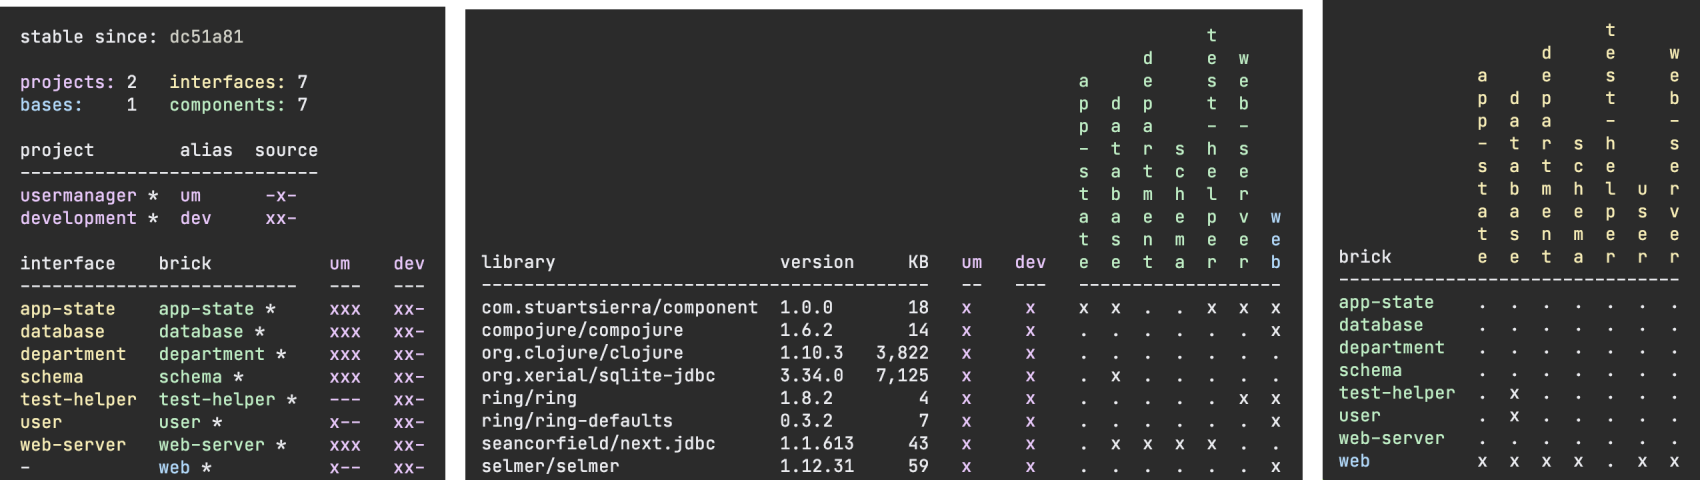 stable since: dc51a81
projects: 2 interfaces: 7
bases: 1 components: 7
project alias source
----------------------------
usermanager * um -x-
development * dev xx-
interface brick um dev
-------------------------- --- ---
app-state app-state * xxx xx-
database database * xxx xx-
department department * xxx xx-
schema schema * xxx xx-
test-helper test-helper * --- xx-
user user * x-- xx-
web-server web-server * xxx xx-
- web * x-- xx-
app-state
database
department
schema
test-helper
web-server
web
library version KB um dev
------------------------------------------ -- --- -------------------
com.stuartsierra/component 1.0.0 18 x x x x . . x x x
compojure/compojure 1.6.2 14 x x . . . . . . x
org.clojure/clojure 1.10.3 3,822 x x . . . . . . .
org.xerial/sqlite-jdbc 3.34.0 7,125 x x . x . . . . .
ring/ring 1.8.2 4 x x . . . . . x x
ring/ring-defaults 0.3.2 7 x x . . . . . . x
seancorfield/next.jdbc 1.1.613 43 x x . x x x x . .
selmer/selmer 1.12.31 59 x x . . . . . . x
app-state
database
department
schema
test-helper
user
web-server
brick
--------------------------------
app-state . . . . . . .
database . . . . . . .
department . . . . . . .
schema . . . . . . .
test-helper . x . . . . .
user . x . . . . .
web-server . . . . . . .
web x x x x . x x